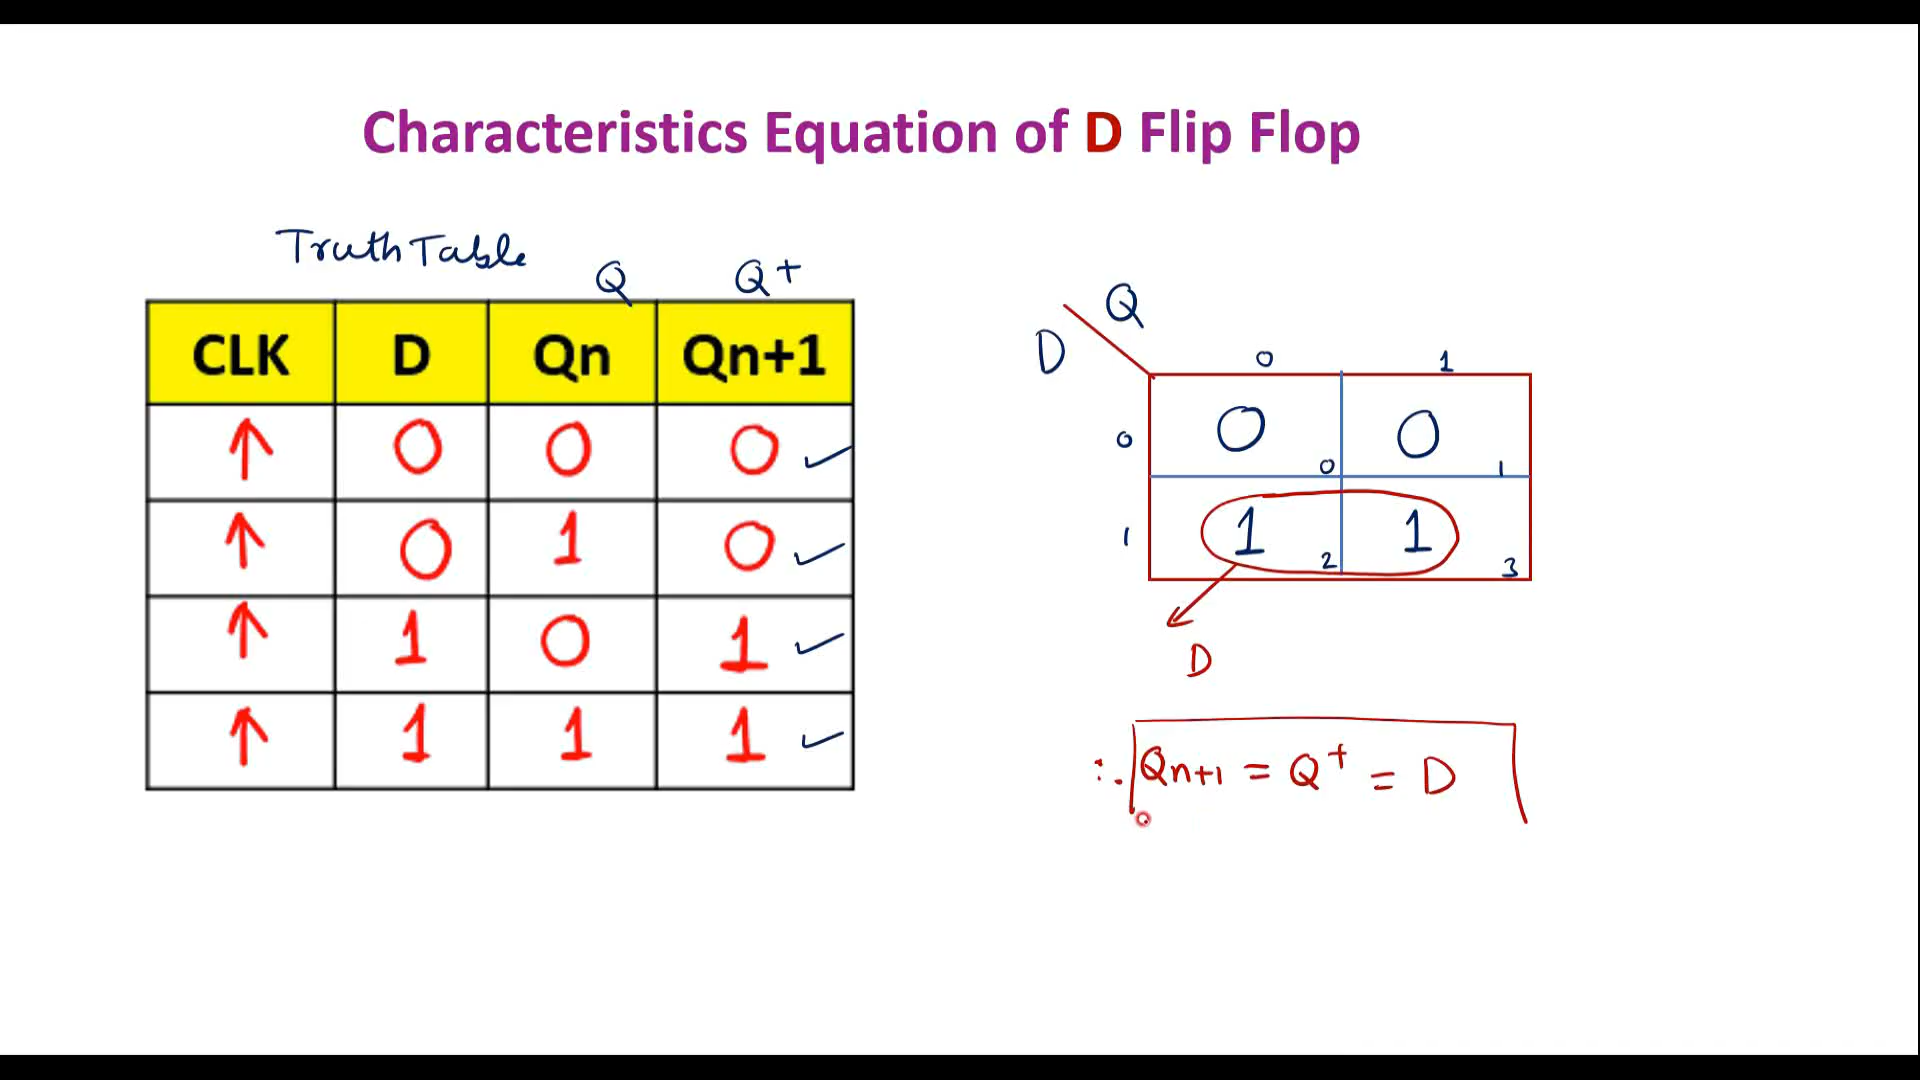 Characteristics Equation of D Flip Flop
Truth Table
Q Q+
CLK D Qn Qn+1
↑ 0 0 0 ✓
↑ 0 1 0 ✓
↑ 1 0 1 ✓
↑ 1 1 1 ✓
Q
D
0 1
0 0 0
0 1
1 1 1
2 3
D
∴ Qn+1 = Q+ = D